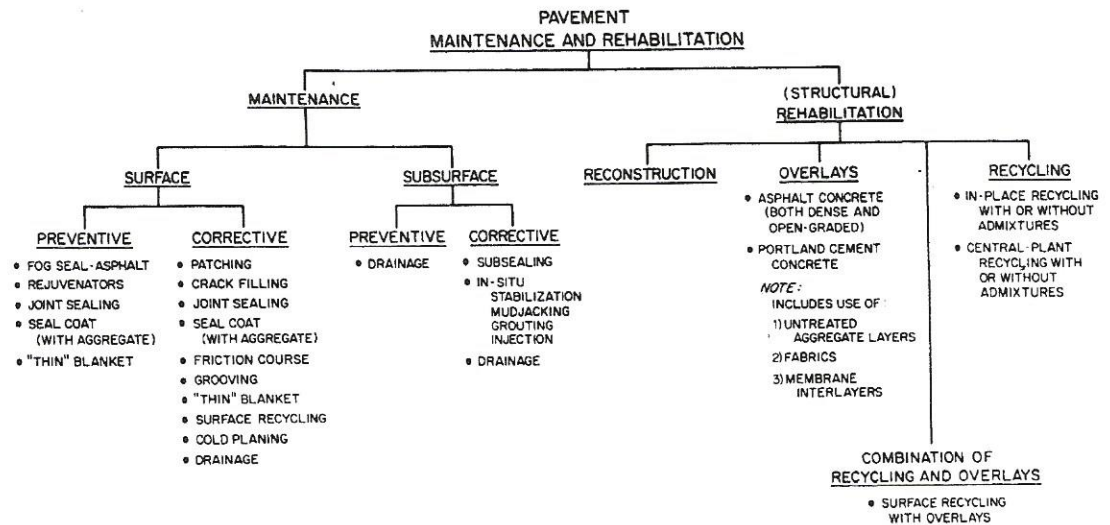 PAVEMENT
MAINTENANCE AND REHABILITATION
MAINTENANCE
(STRUCTURAL)
REHABILITATION
SURFACE
SUBSURFACE
PREVENTIVE
• FOG SEAL-ASPHALT
• REJUVENATORS
• JOINT SEALING
• SEAL COAT
(WITH AGGREGATE)
• "THIN" BLANKET
CORRECTIVE
• PATCHING
• CRACK FILLING
• JOINT SEALING
• SEAL COAT
(WITH AGGREGATE)
• FRICTION COURSE
• GROOVING
• "THIN" BLANKET
• SURFACE RECYCLING
• COLD PLANING
• DRAINAGE
PREVENTIVE
• DRAINAGE
CORRECTIVE
• SUBSEALING
• IN-SITU
STABILIZATION
MUDJACKING
GROUTING
INJECTION
• DRAINAGE
RECONSTRUCTION
OVERLAYS
• ASPHALT CONCRETE
(BOTH DENSE AND
OPEN-GRADED)
• PORTLAND CEMENT
CONCRETE
NOTE:
INCLUDES USE OF:
1) UNTREATED
AGGREGATE LAYERS
2) FABRICS
3) MEMBRANE
INTERLAYERS
RECYCLING
• IN-PLACE RECYCLING
WITH OR WITHOUT
ADMIXTURES
• CENTRAL-PLANT
RECYCLING WITH
OR WITHOUT
ADMIXTURES
COMBINATION OF
RECYCLING AND OVERLAYS
• SURFACE RECYCLING
WITH OVERLAYS